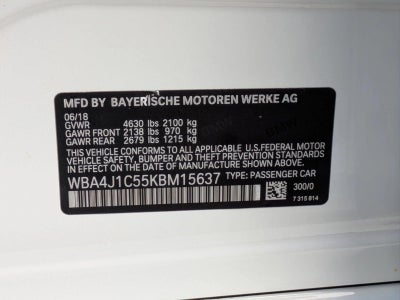 MFD BY BAYERISCHE MOTOREN WERKE AG
06/18
GVWR 4630 lbs 2100 kg
GAWR FRONT 2138 lbs 970 kg
GAWR REAR 2679 lbs 1215 kg
THIS VEHICLE CONFORMS TO ALL APPLICABLE U.S.FEDERAL MOTOR
VEHICLE SAFETY, BUMPER, AND THEFT PREVENTION STANDARDS
IN EFFECT ON THE DATE OF MANUFACTURE SHOWN ABOVE.
WBA4J1C55KBM15637 TYPE: PASSENGER CAR
300/0
7 315 814